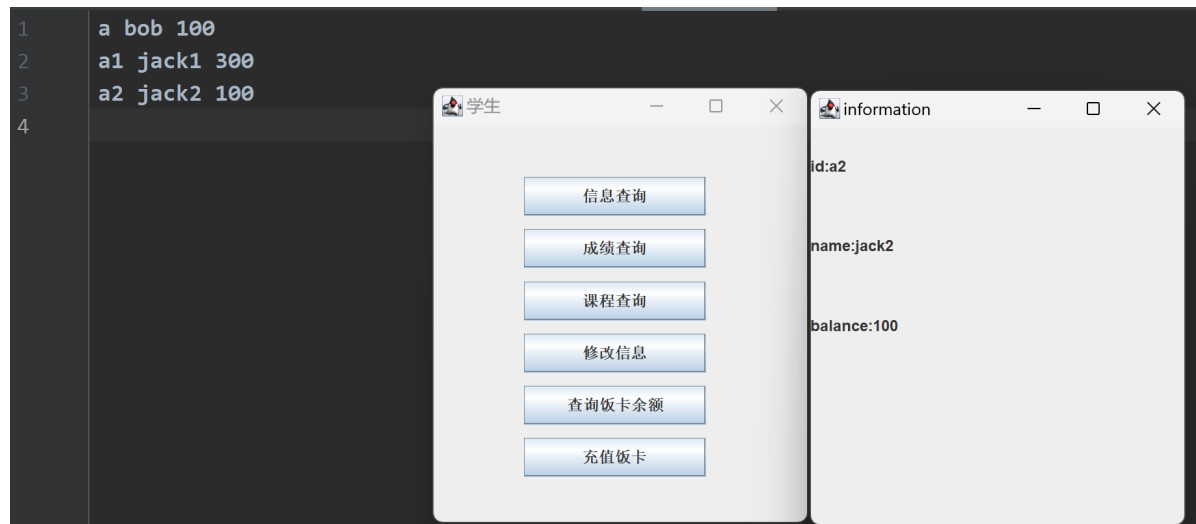 1 a bob 100
2 a1 jack1 300
3 a2 jack2 100
4
学生
信息查询
成绩查询
课程查询
修改信息
查询饭卡余额
充值饭卡
information
id:a2
name:jack2
balance:100